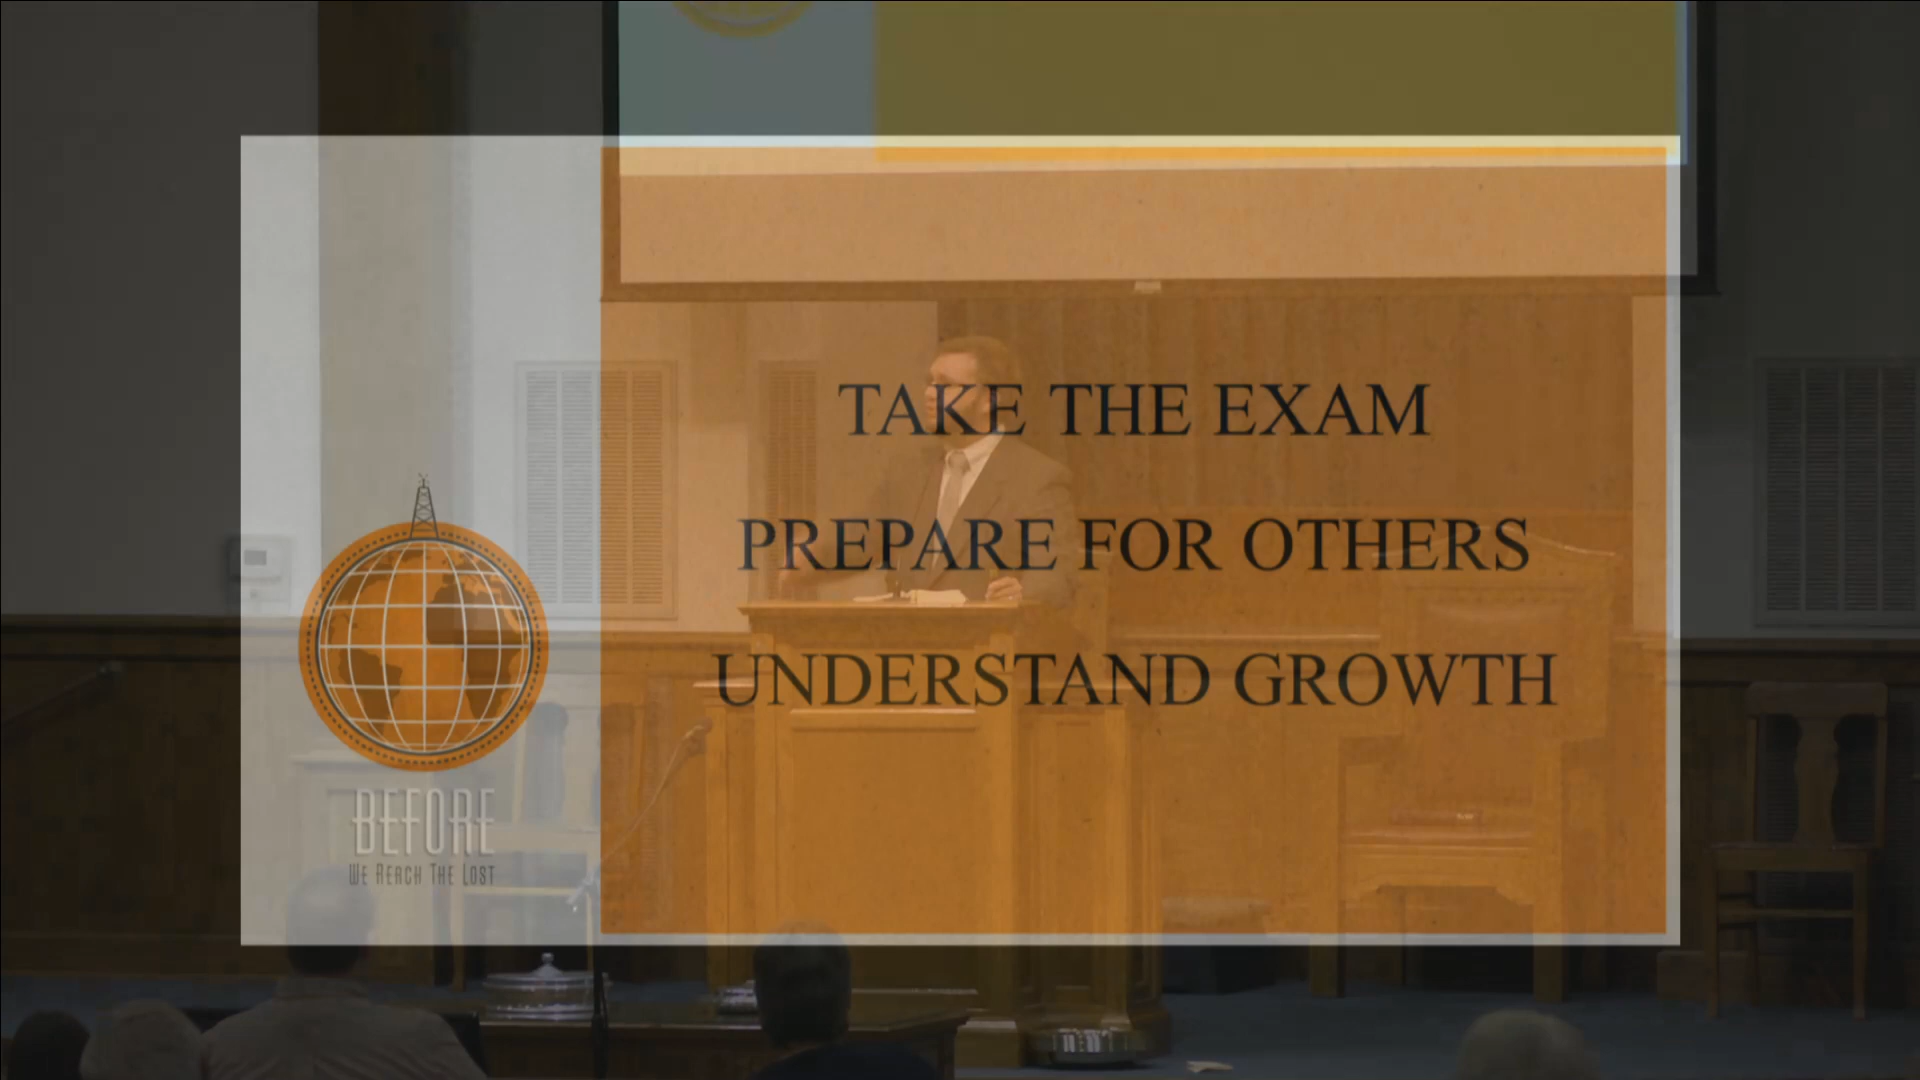 TAKE THE EXAM
PREPARE FOR OTHERS
UNDERSTAND GROWTH
BEFORE
WE REACH THE LOST